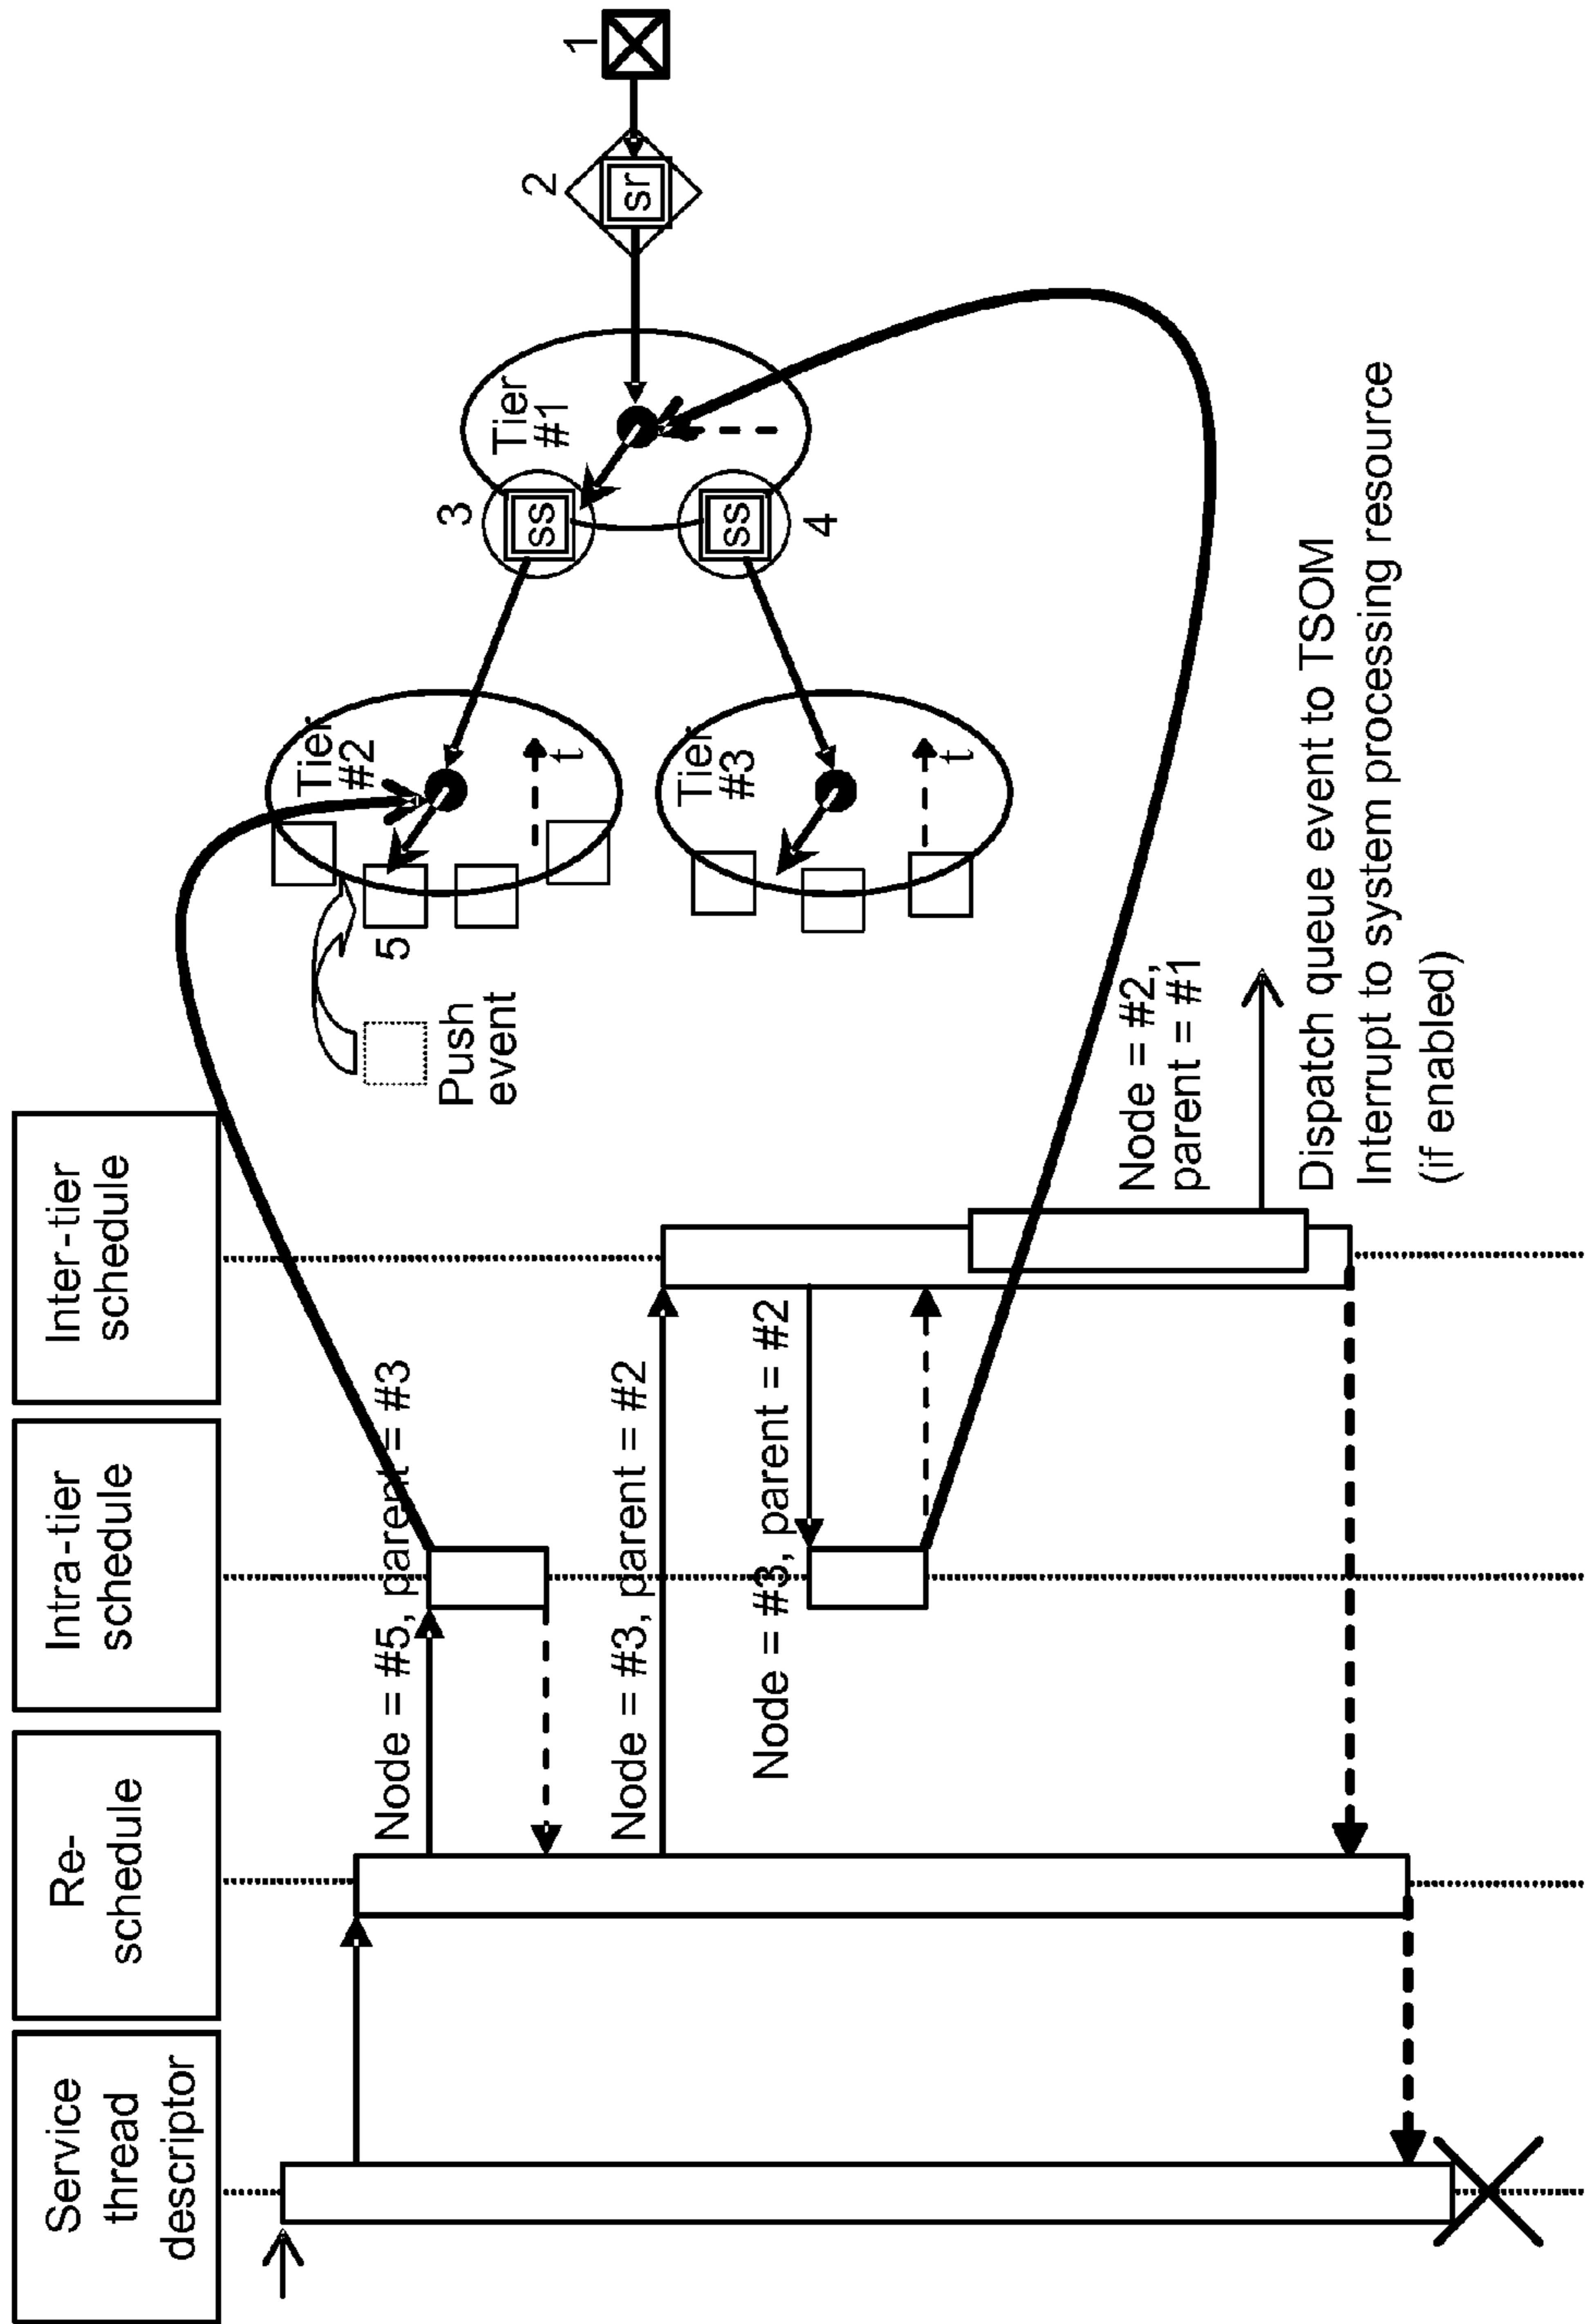 Service
thread
descriptor
Re-
schedule
Intra-tier
schedule
Inter-tier
schedule
Node = #5, parent = #3
Node = #3, parent = #2
Node = #3, parent = #2
Node = #2,
parent = #1
Dispatch queue event to TSOM
Interrupt to system processing resource
(if enabled)
Push
event
5
Tier
#2
t
Tier
#3
t
3
ss
ss
4
Tier
#1
2
sr
1